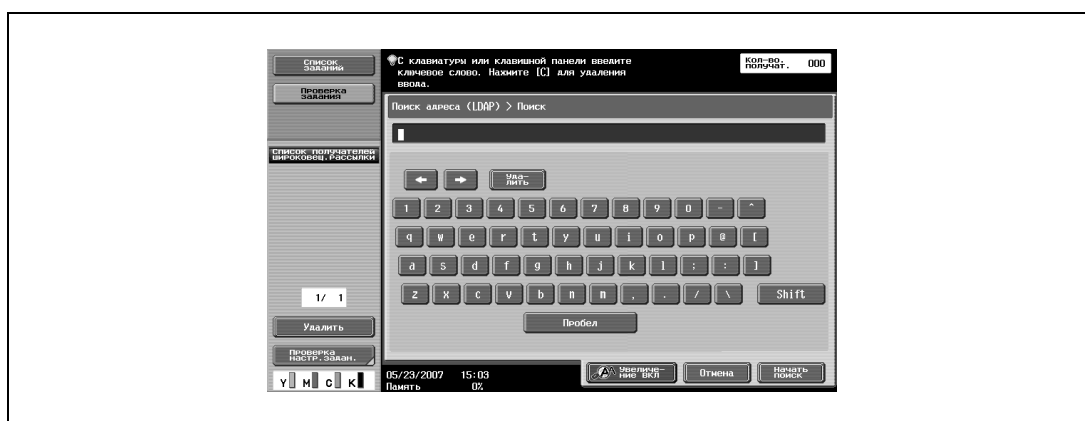 Список
заданий
Проверка
задания
Список получателей
широковещ.рассылки
1/ 1
Удалить
Проверка
настр.задан.
Y M C K
С клавиатуры или клавишной панели введите
ключевое слово. Нажмите [C] для удаления
ввода.
Кол-во.
получат. 000
Поиск адреса (LDAP) > Поиск
Уда-
лить
1 2 3 4 5 6 7 8 9 0 - ^
q w e r t y u i o p @ [
a s d f g h j k l ; : ]
z x c v b n m , . / \ Shift
Пробел
05/23/2007 15:03
Память 0%
Увеличе-
ние ВКЛ
Отмена
Начать
поиск